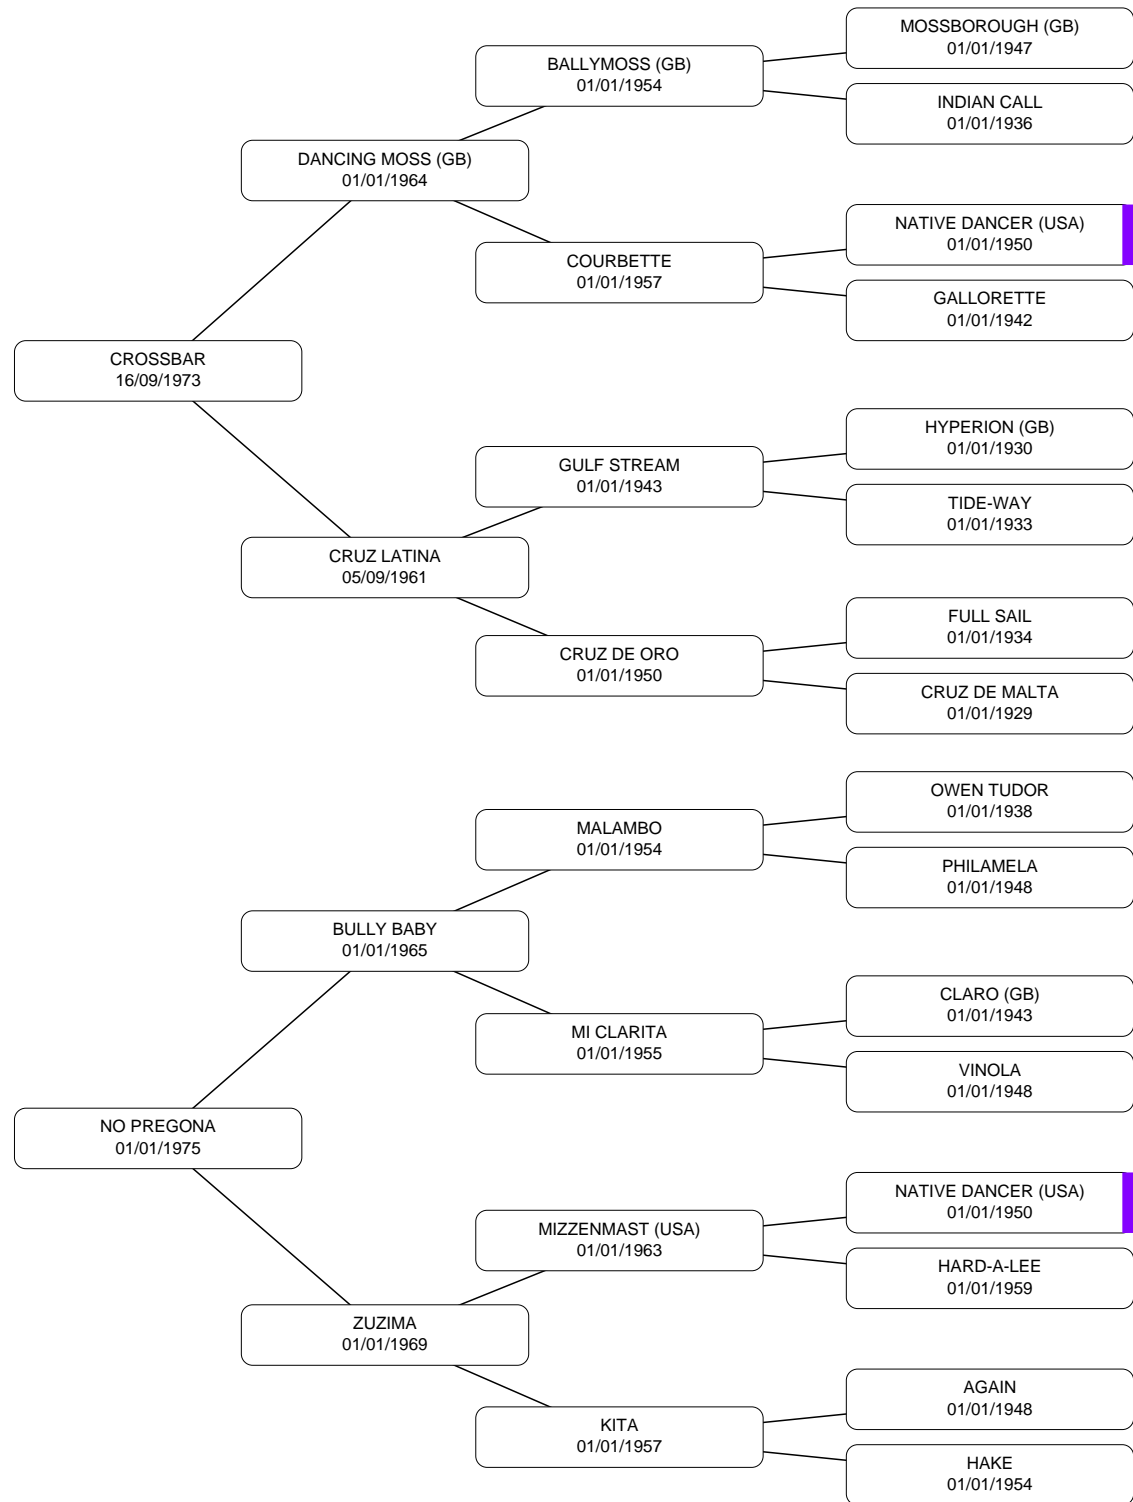 MOSSBOROUGH (GB)
01/01/1947
BALLYMOSS (GB)
01/01/1954
INDIAN CALL
01/01/1936
DANCING MOSS (GB)
01/01/1964
NATIVE DANCER (USA)
01/01/1950
COURBETTE
01/01/1957
GALLORETTE
01/01/1942
CROSSBAR
16/09/1973
HYPERION (GB)
01/01/1930
GULF STREAM
01/01/1943
TIDE-WAY
01/01/1933
CRUZ LATINA
05/09/1961
FULL SAIL
01/01/1934
CRUZ DE ORO
01/01/1950
CRUZ DE MALTA
01/01/1929
OWEN TUDOR
01/01/1938
MALAMBO
01/01/1954
PHILAMELA
01/01/1948
BULLY BABY
01/01/1965
CLARO (GB)
01/01/1943
MI CLARITA
01/01/1955
VINOLA
01/01/1948
NO PREGONA
01/01/1975
NATIVE DANCER (USA)
01/01/1950
MIZZENMAST (USA)
01/01/1963
HARD-A-LEE
01/01/1959
ZUZIMA
01/01/1969
AGAIN
01/01/1948
KITA
01/01/1957
HAKE
01/01/1954